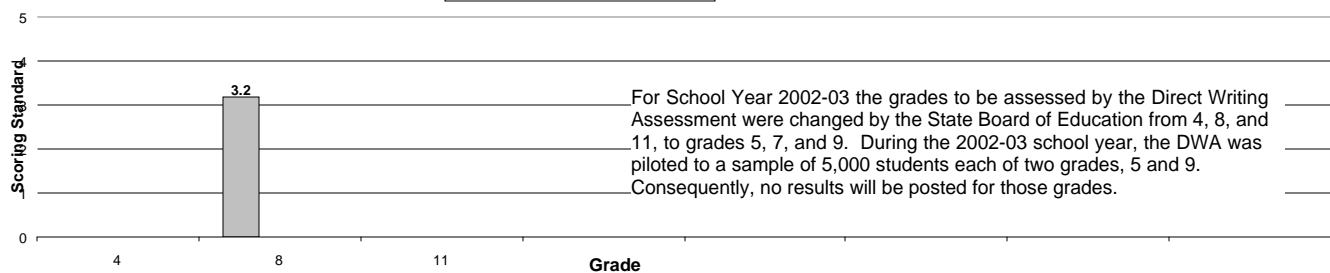 5
4
3.2
3
2
1
0
Scoring Standard
For School Year 2002-03 the grades to be assessed by the Direct Writing
Assessment were changed by the State Board of Education from 4, 8, and
11, to grades 5, 7, and 9. During the 2002-03 school year, the DWA was
piloted to a sample of 5,000 students each of two grades, 5 and 9.
Consequently, no results will be posted for those grades.
4 8 11
Grade